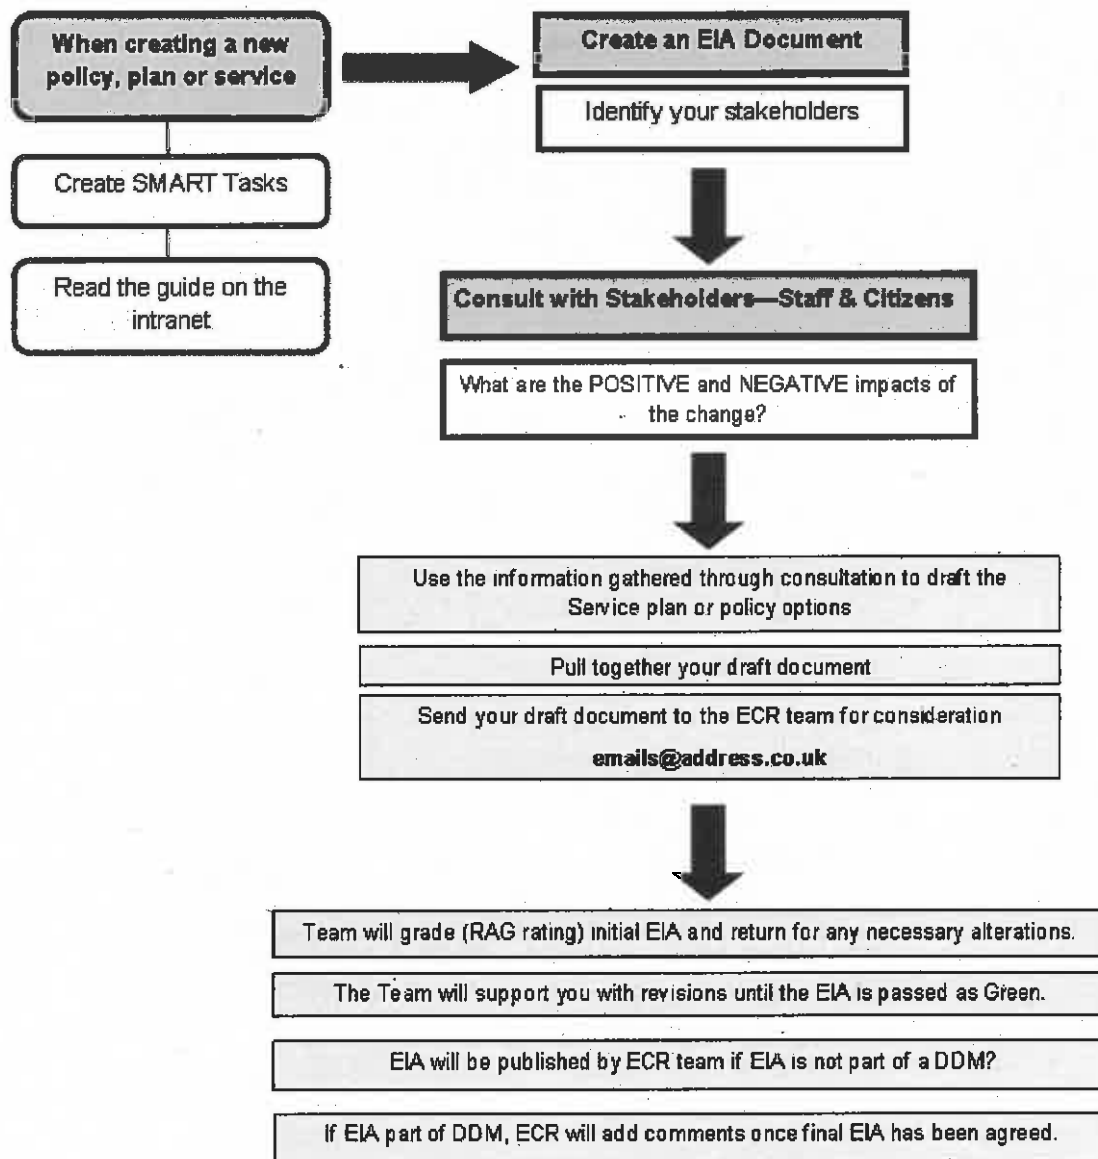 When creating a new
policy, plan or service
Create SMART Tasks
Read the guide on the
intranet
Create an EIA Document
Identify your stakeholders
Consult with Stakeholders—Staff & Citizens
What are the POSITIVE and NEGATIVE impacts of
the change?
Use the information gathered through consultation to draft the
Service plan or policy options
Pull together your draft document
Send your draft document to the ECR team for consideration
emails@address.co.uk
Team will grade (RAG rating) initial EIA and return for any necessary alterations.
The Team will support you with revisions until the EIA is passed as Green.
EIA will be published by ECR team if EIA is not part of a DDM?
If EIA part of DDM, ECR will add comments once final EIA has been agreed.